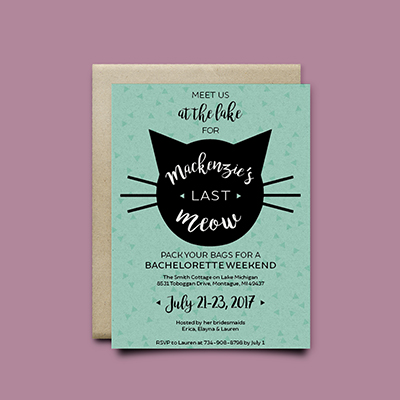 MEET US
at the lake
FOR
Mackenzie's
LAST
meow
PACK YOUR BAGS FOR A
BACHELORETTE WEEKEND
The Smith Cottage on Lake Michigan
8531 Toboggan Drive, Montague, MI 49437
July 21-23, 2017
Hosted by her bridesmaids
Erica, Elayna & Lauren
RSVP to Lauren at 734-908-8798 by July 1